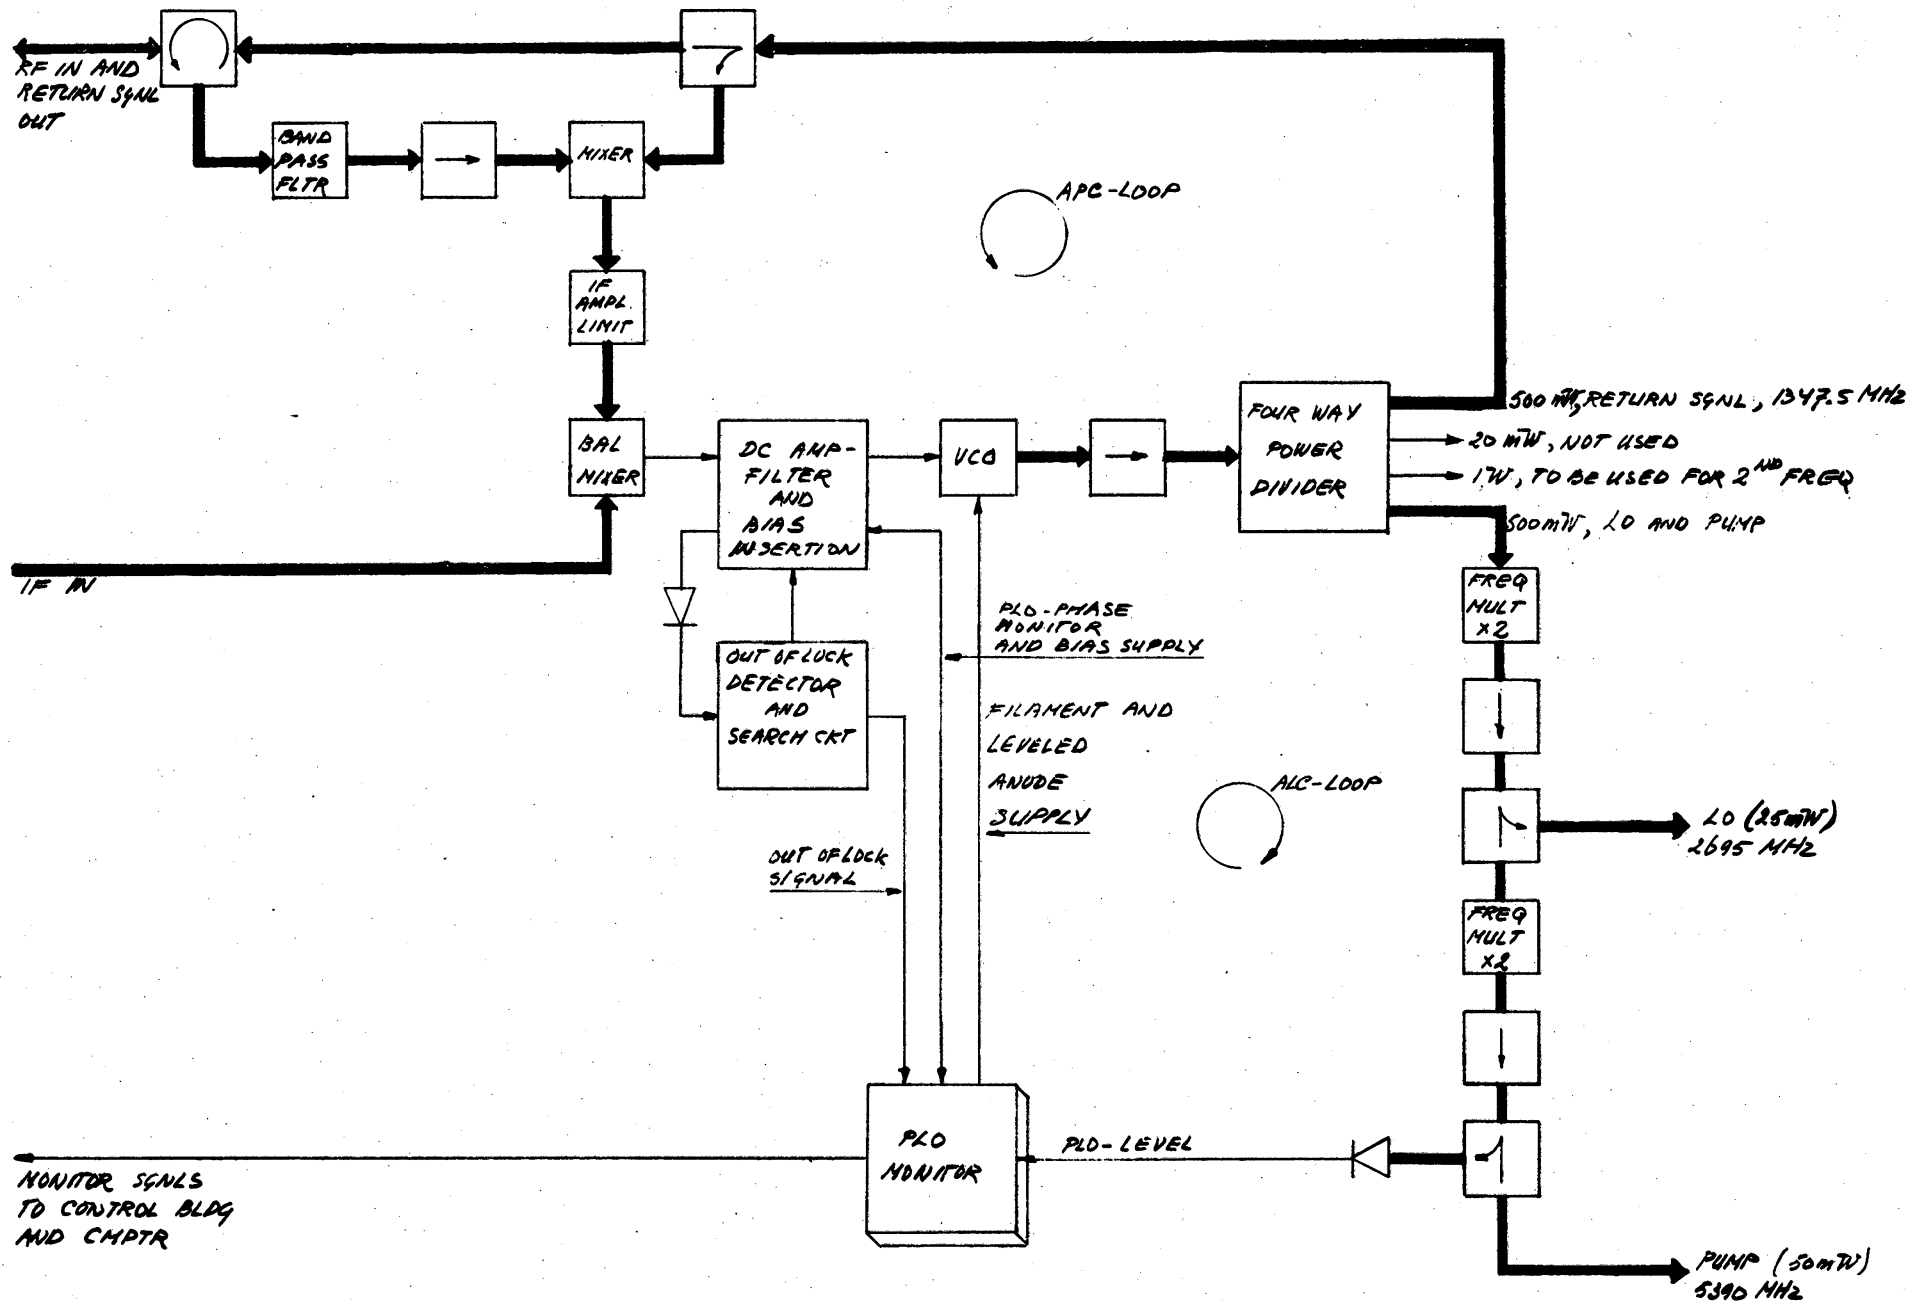 RF IN AND
RETURN SGNL
OUT
BAND
PASS
FLTR
MIXER
APC-LOOP
IF
AMPL.
LIMIT
BAL
MIXER
IF IN
DC AMP-
FILTER
AND
BIAS
INSERTION
VCO
FOUR WAY
POWER
DIVIDER
500 mW, RETURN SGNL, 1347.5 MHz
20 mW, NOT USED
1W, TO BE USED FOR 2ND FREQ
500mW, LO AND PUMP
FREQ
MULT
x2
OUT OF LOCK
DETECTOR
AND
SEARCH CKT
PLO-PHASE
MONITOR
AND BIAS SUPPLY
FILAMENT AND
LEVELED
ANODE
SUPPLY
ALC-LOOP
OUT OF LOCK
SIGNAL
LO (25mW)
2695 MHz
FREQ
MULT
x2
PLO
MONITOR
PLO-LEVEL
MONITOR SGNLS
TO CONTROL BLDG
AND CMPTR
PUMP (50mW)
5390 MHz